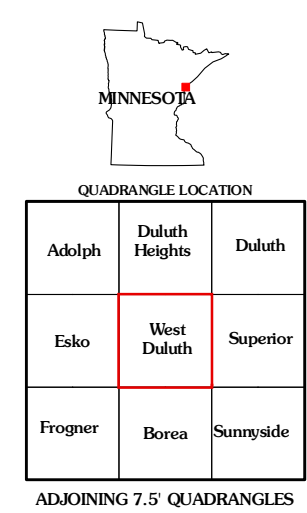 MINNESOTA
QUADRANGLE LOCATION
Adolph
Duluth
Heights
Duluth
Esko
West
Duluth
Superior
Frogner
Borea
Sunnyside
ADJOINING 7.5' QUADRANGLES